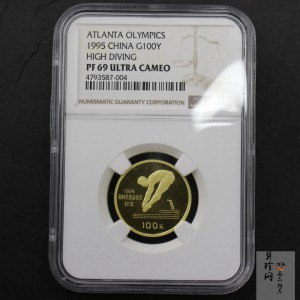 ATLANTA OLYMPICS
1995 CHINA G100Y
HIGH DIVING
PF 69 ULTRA CAMEO
4793587-004
NUMISMATIC GUARANTY CORPORATION
1996
100元